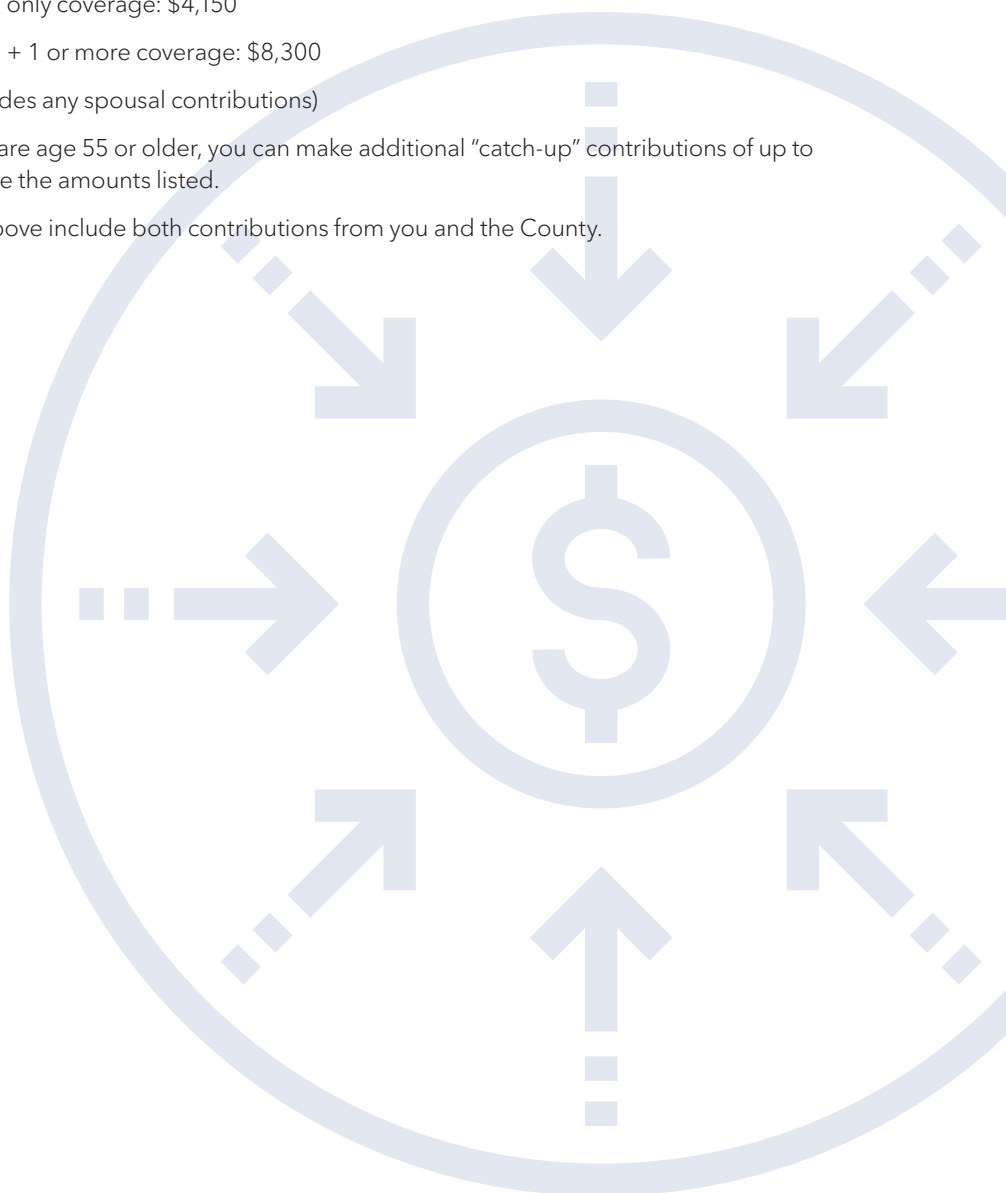 only coverage: $4,150
+ 1 or more coverage: $8,300
des any spousal contributions)
are age 55 or older, you can make additional “catch-up” contributions of up to
e the amounts listed.
ove include both contributions from you and the County.
$